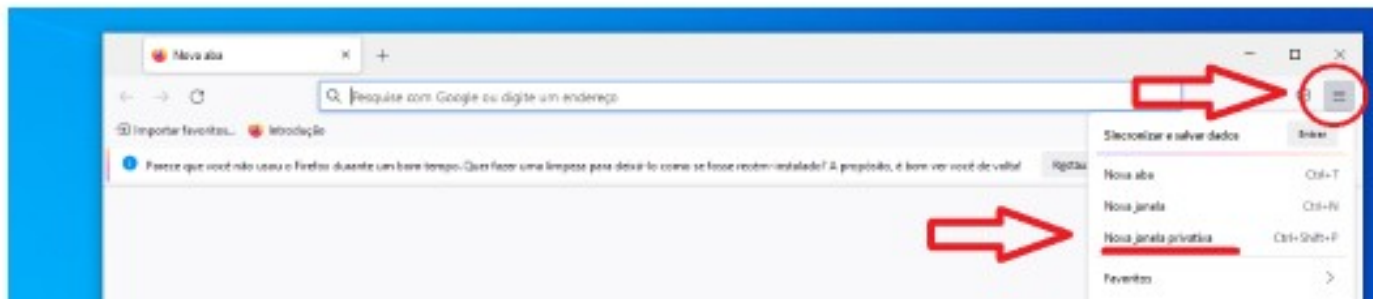 Nova aba
Pesquise com Google ou digite um endereço
Importar favoritos... Introdução
Sincronizar e salvar dados Entrar
Parece que você não usou o Firefox durante um bom tempo. Quer fazer uma limpeza para deixá-lo como se fosse recém-instalado? A propósito, é bom ver você de volta! Restau
Nova aba Ctrl+T
Nova janela Ctrl+N
Nova janela privativa Ctrl+Shift+P
Favoritos